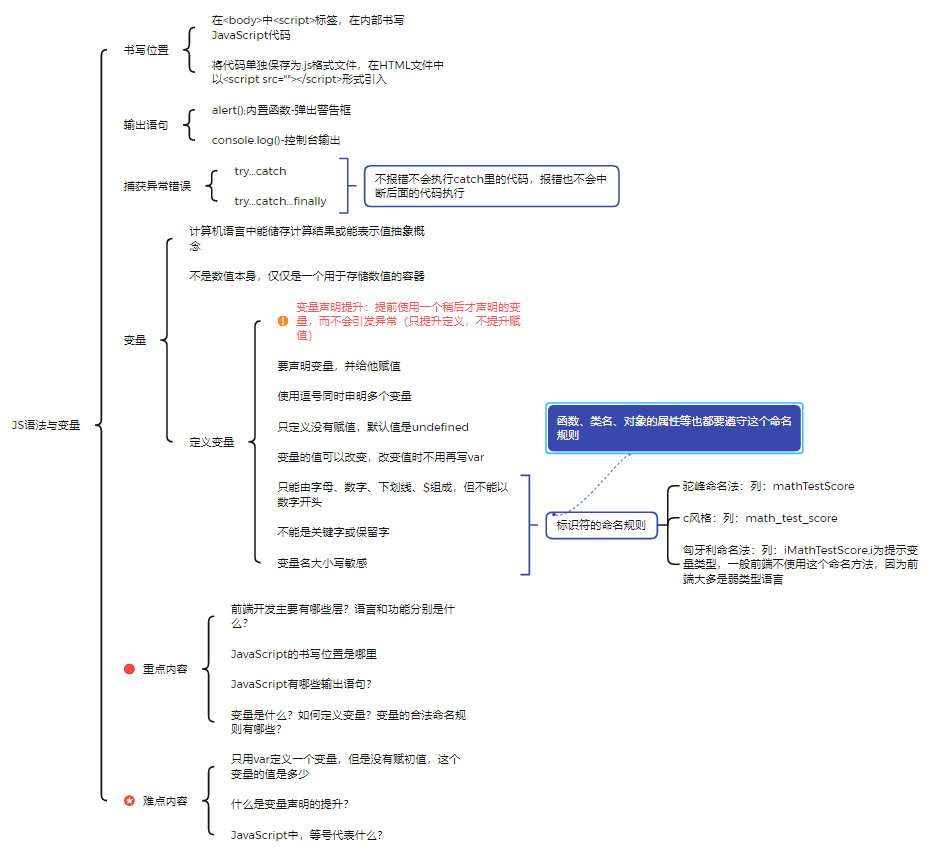 JS语法与变量
书写位置
在<body>中<script>标签，在内部书写
JavaScript代码
将代码单独保存为.js格式文件，在HTML文件中
以<script src=""></script>形式引入
输出语句
alert();内置函数-弹出警告框
console.log()-控制台输出
捕获异常错误
try...catch
try...catch...finally
不报错不会执行catch里的代码，报错也不会中
断后面的代码执行
变量
计算机语言中能储存计算结果或能表示值抽象概
念
不是数值本身，仅仅是一个用于存储数值的容器
定义变量
变量声明提升：提前使用一个稍后才声明的变
量，而不会引发异常（只提升定义，不提升赋
值）
要声明变量，并给他赋值
使用逗号同时申明多个变量
只定义没有赋值，默认值是undefined
变量的值可以改变，改变值时不用再写var
只能由字母、数字、下划线、$组成，但不能以
数字开头
不能是关键字或保留字
变量名大小写敏感
函数、类名、对象的属性等也都要遵守这个命名
规则
标识符的命名规则
驼峰命名法：列：mathTestScore
c风格：列：math_test_score
匈牙利命名法：列：iMathTestScore,i为提示变
量类型，一般前端不使用这个命名方法，因为前
端大多是弱类型语言
重点内容
前端开发主要有哪些层？语言和功能分别是什
么？
JavaScript的书写位置是哪里
JavaScript有哪些输出语句？
变量是什么？如何定义变量？变量的合法命名规
则有哪些？
难点内容
只用var定义一个变量，但是没有赋初值，这个
变量的值是多少
什么是变量声明的提升？
JavaScript中，等号代表什么？